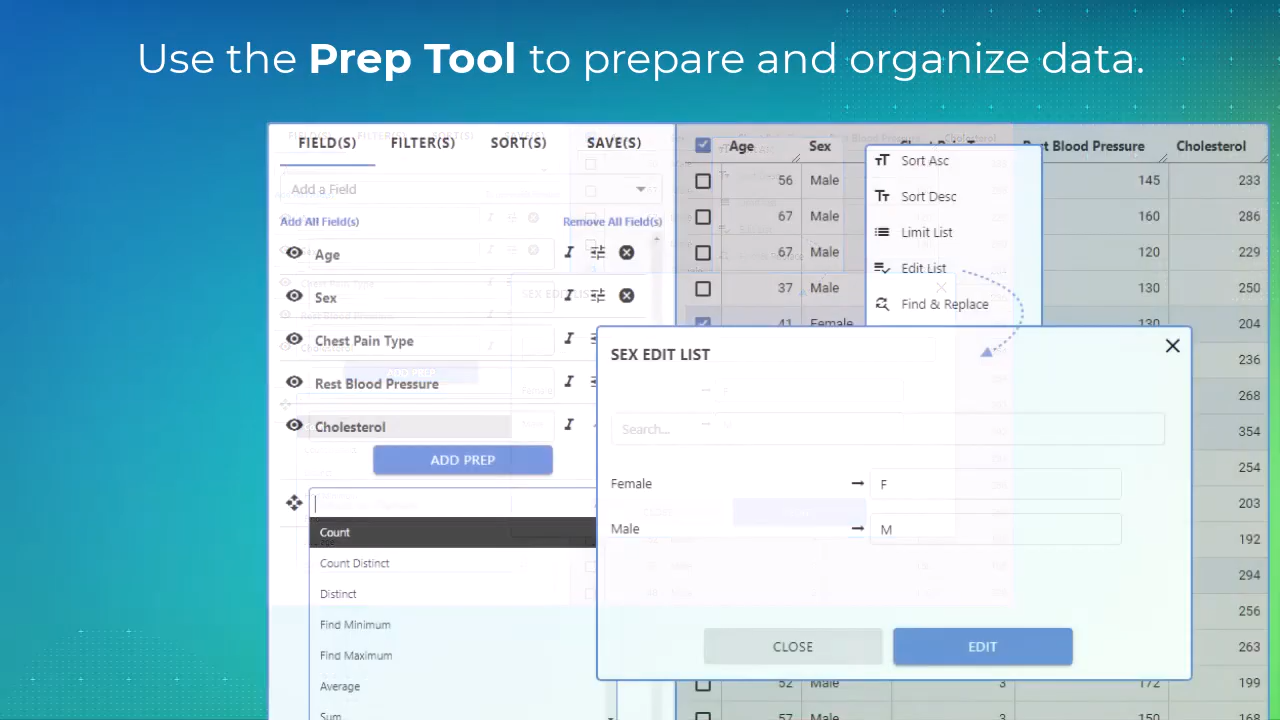 Use the Prep Tool to prepare and organize data.
FIELD(S) FILTER(S) SORT(S) SAVE(S)
Add a Field
Add All Field(s) Remove All Field(s)
Age
Sex
Chest Pain Type
Rest Blood Pressure
Cholesterol
ADD PREP
Count
Count Distinct
Distinct
Find Minimum
Find Maximum
Average
Sum
Age Sex Rest Blood Pressure Cholesterol
56 Male 145 233
67 Male 160 286
67 Male 120 229
37 Male 130 250
41 Female 130 204
236
268
354
254
203
192
294
256
263
52 Male 3 172 199
57 Male 3 150 168
Sort Asc
Sort Desc
Limit List
Edit List
Find & Replace
SEX EDIT LIST
Search...
Female → F
Male → M
CLOSE EDIT